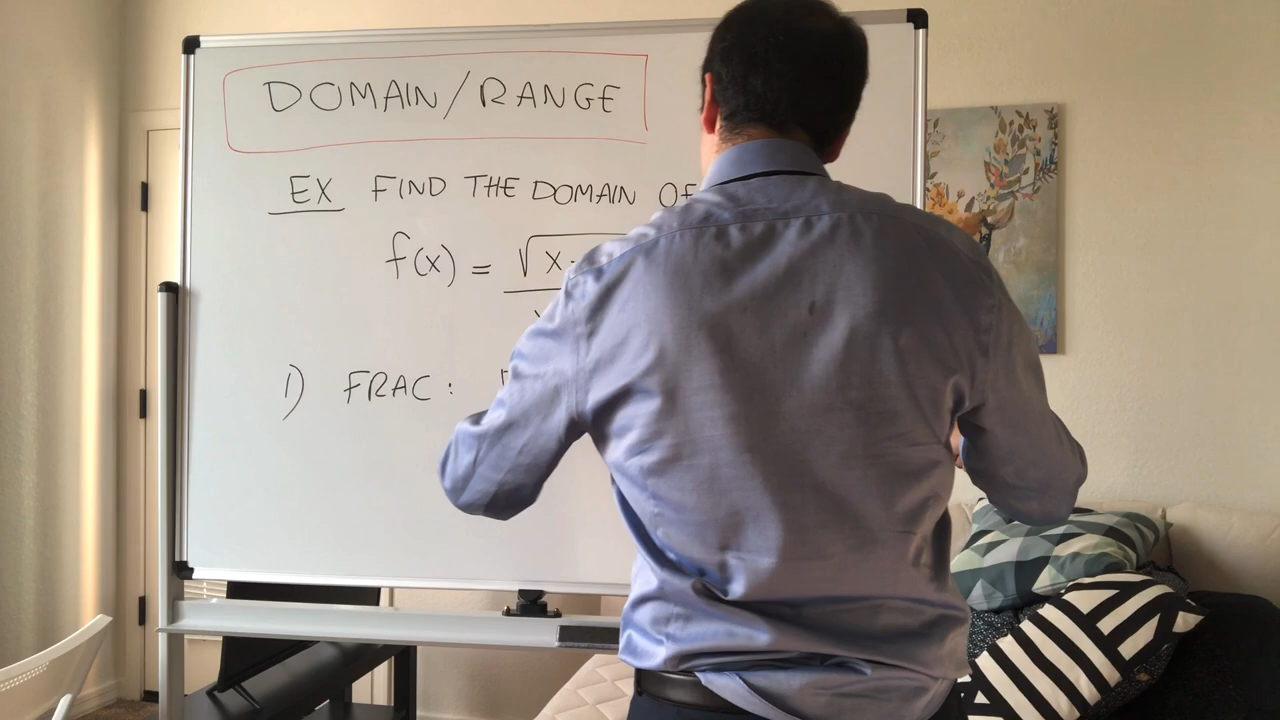 DOMAIN/RANGE
EX FIND THE DOMAIN OF
f(x) = √x
1) FRAC: